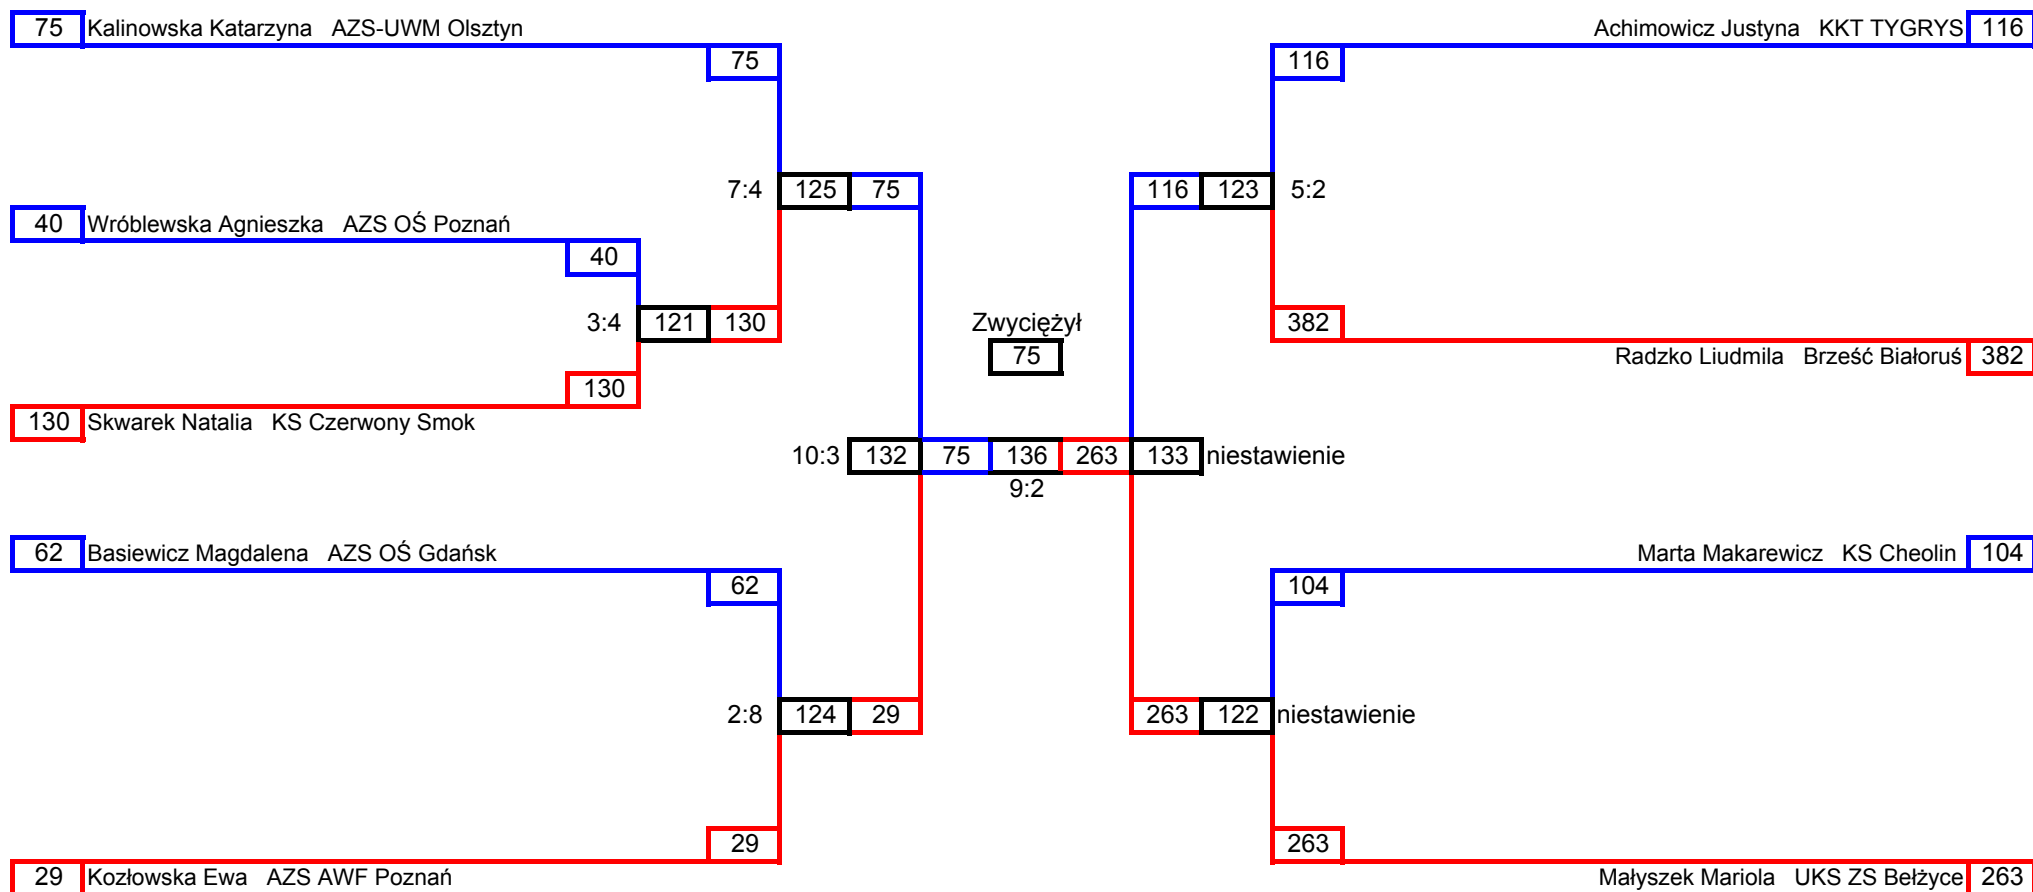 75 Kalinowska Katarzyna AZS-UWM Olsztyn Achimowicz Justyna KKT TYGRYS 116
75 116
7:4 125 75 116 123 5:2
40 Wróblewska Agnieszka AZS OŚ Poznań
40
3:4 121 130 Zwyciężył 382
75 Radzko Liudmila Brześć Białoruś 382
130
130 Skwarek Natalia KS Czerwony Smok
10:3 132 75 136 263 133 niestawienie
9:2
62 Basiewicz Magdalena AZS OŚ Gdańsk Marta Makarewicz KS Cheolin 104
62 104
2:8 124 29 263 122 niestawienie
29 263
29 Kozłowska Ewa AZS AWF Poznań Małyszek Mariola UKS ZS Bełżyce 263